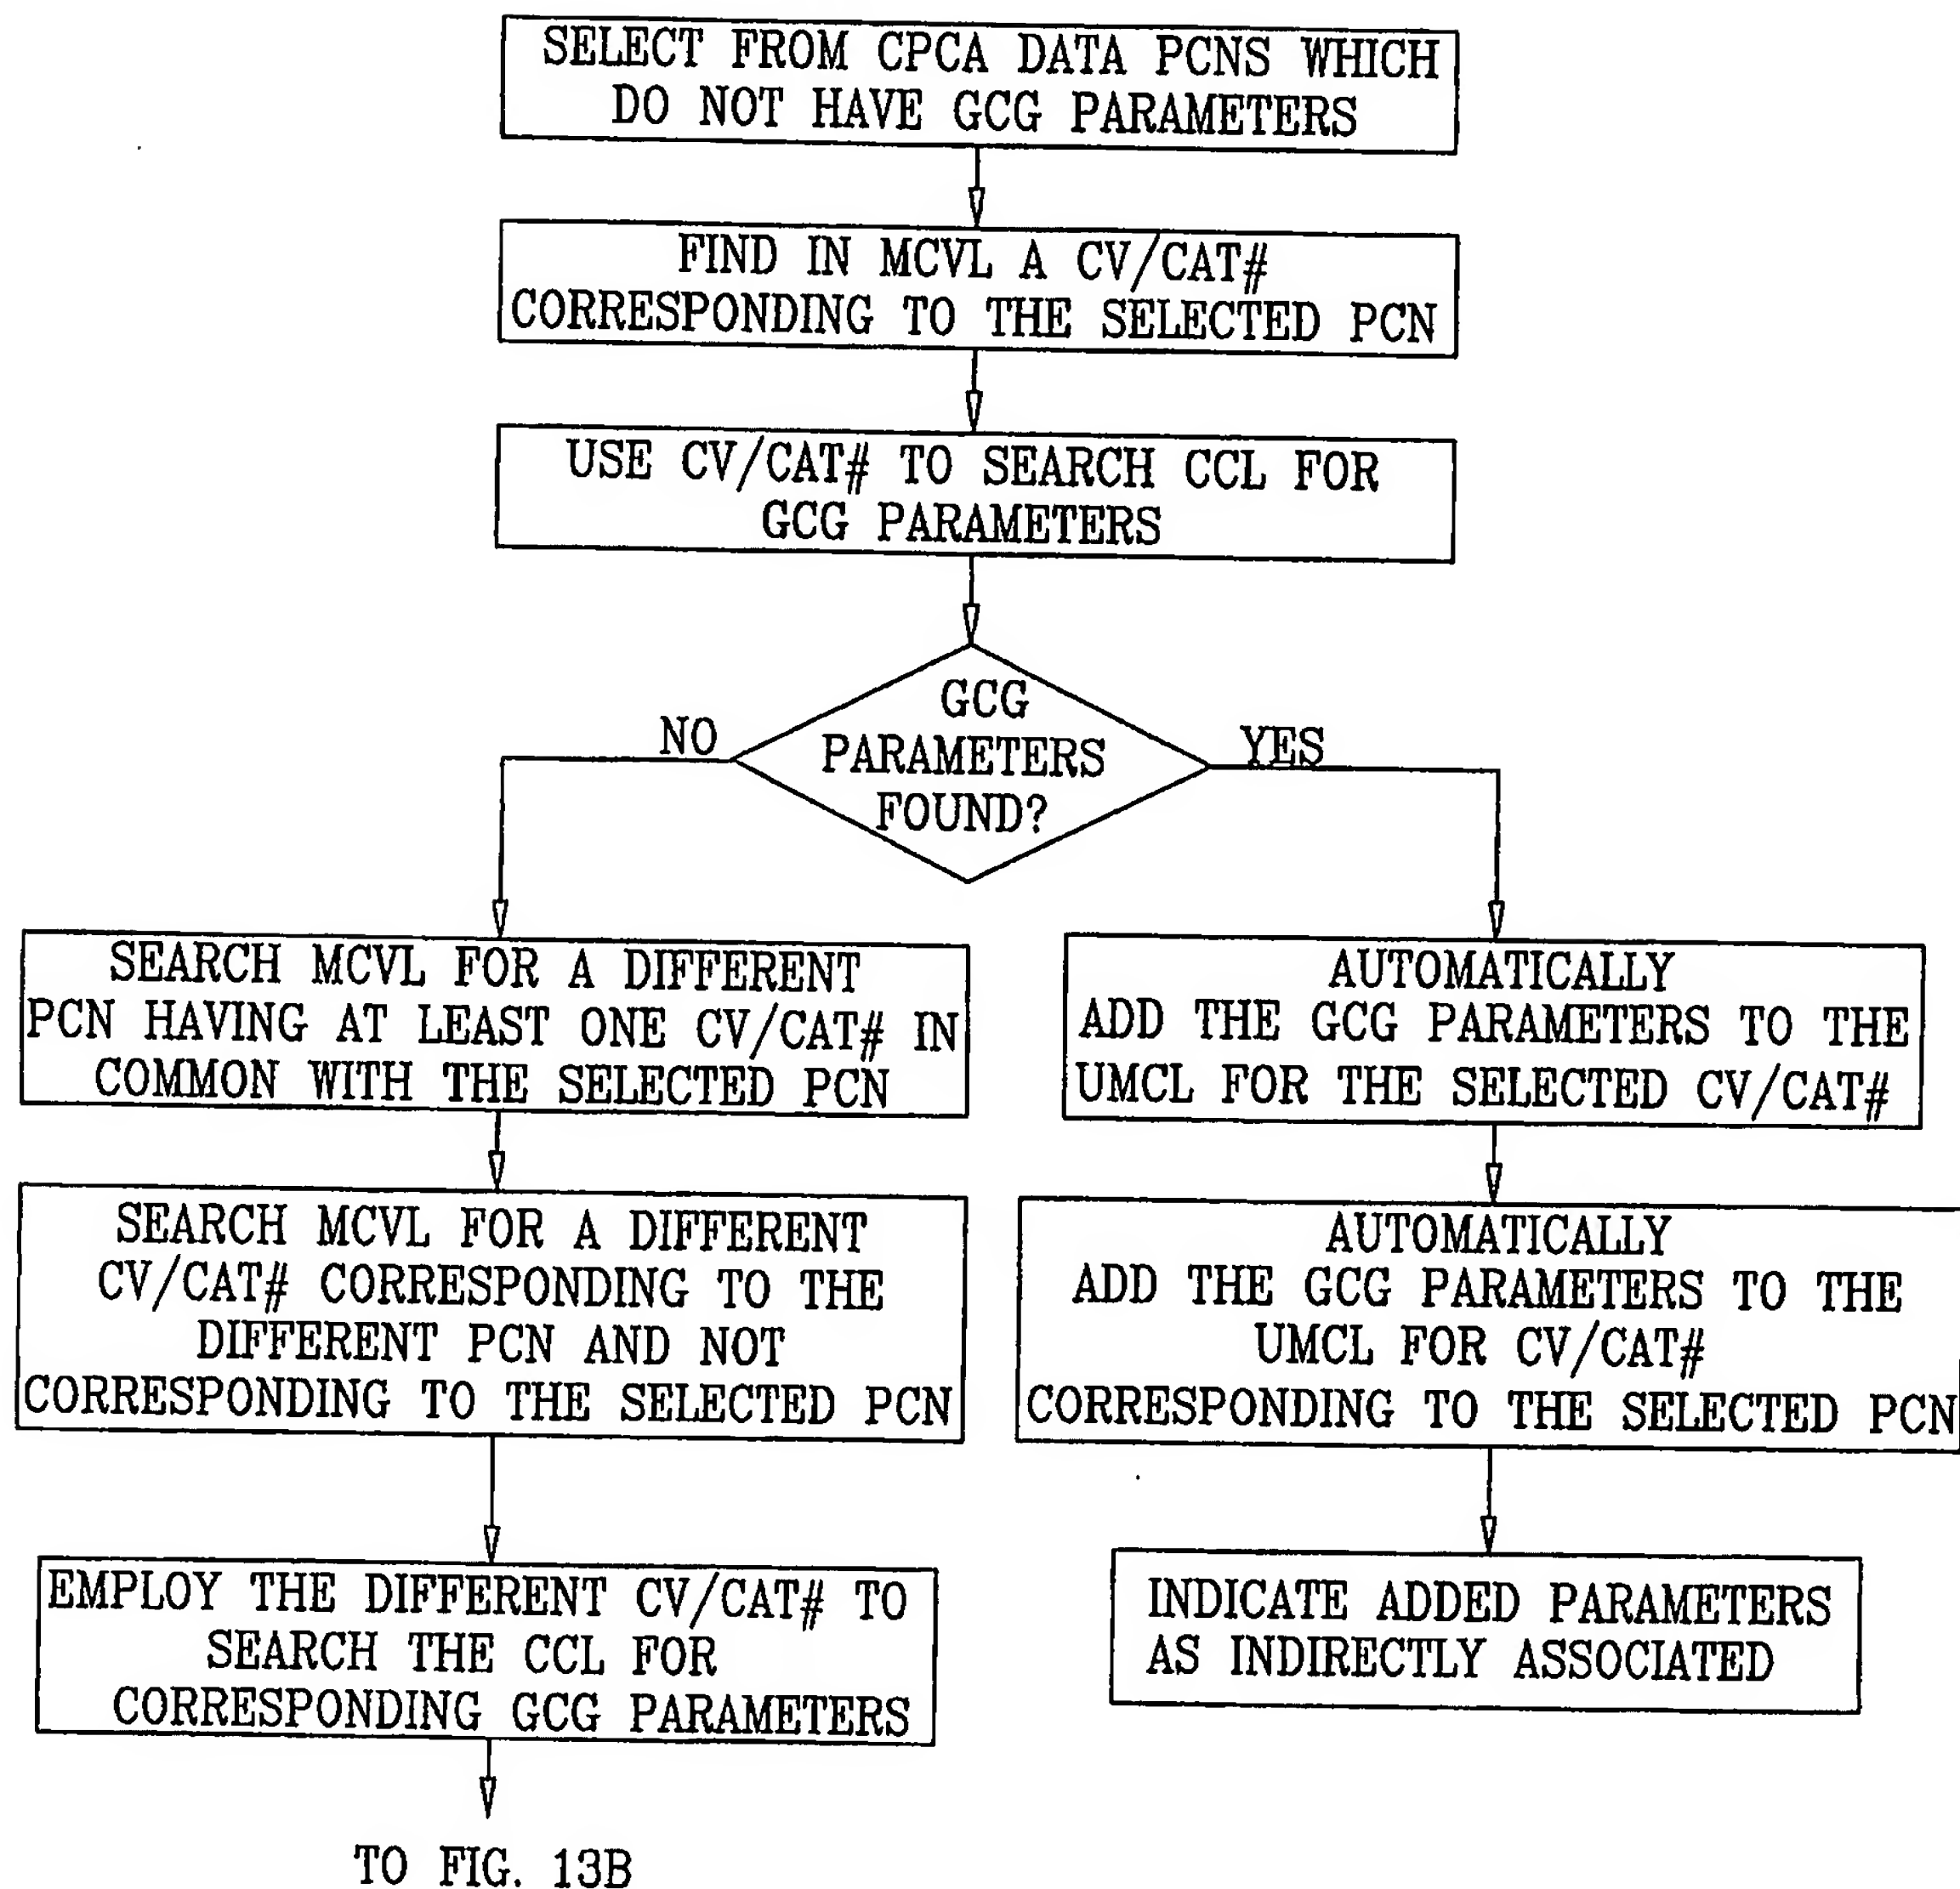 SELECT FROM CPCA DATA PCNS WHICH
DO NOT HAVE GCG PARAMETERS
FIND IN MCVL A CV/CAT#
CORRESPONDING TO THE SELECTED PCN
USE CV/CAT# TO SEARCH CCL FOR
GCG PARAMETERS
GCG
PARAMETERS
FOUND?
NO
YES
SEARCH MCVL FOR A DIFFERENT
PCN HAVING AT LEAST ONE CV/CAT# IN
COMMON WITH THE SELECTED PCN
AUTOMATICALLY
ADD THE GCG PARAMETERS TO THE
UMCL FOR THE SELECTED CV/CAT#
SEARCH MCVL FOR A DIFFERENT
CV/CAT# CORRESPONDING TO THE
DIFFERENT PCN AND NOT
CORRESPONDING TO THE SELECTED PCN
AUTOMATICALLY
ADD THE GCG PARAMETERS TO THE
UMCL FOR CV/CAT#
CORRESPONDING TO THE SELECTED PCN
EMPLOY THE DIFFERENT CV/CAT# TO
SEARCH THE CCL FOR
CORRESPONDING GCG PARAMETERS
INDICATE ADDED PARAMETERS
AS INDIRECTLY ASSOCIATED
TO FIG. 13B